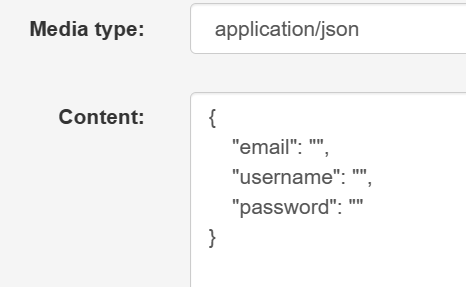 Media type: application/json
Content: {
"email": "",
"username": "",
"password": ""
}